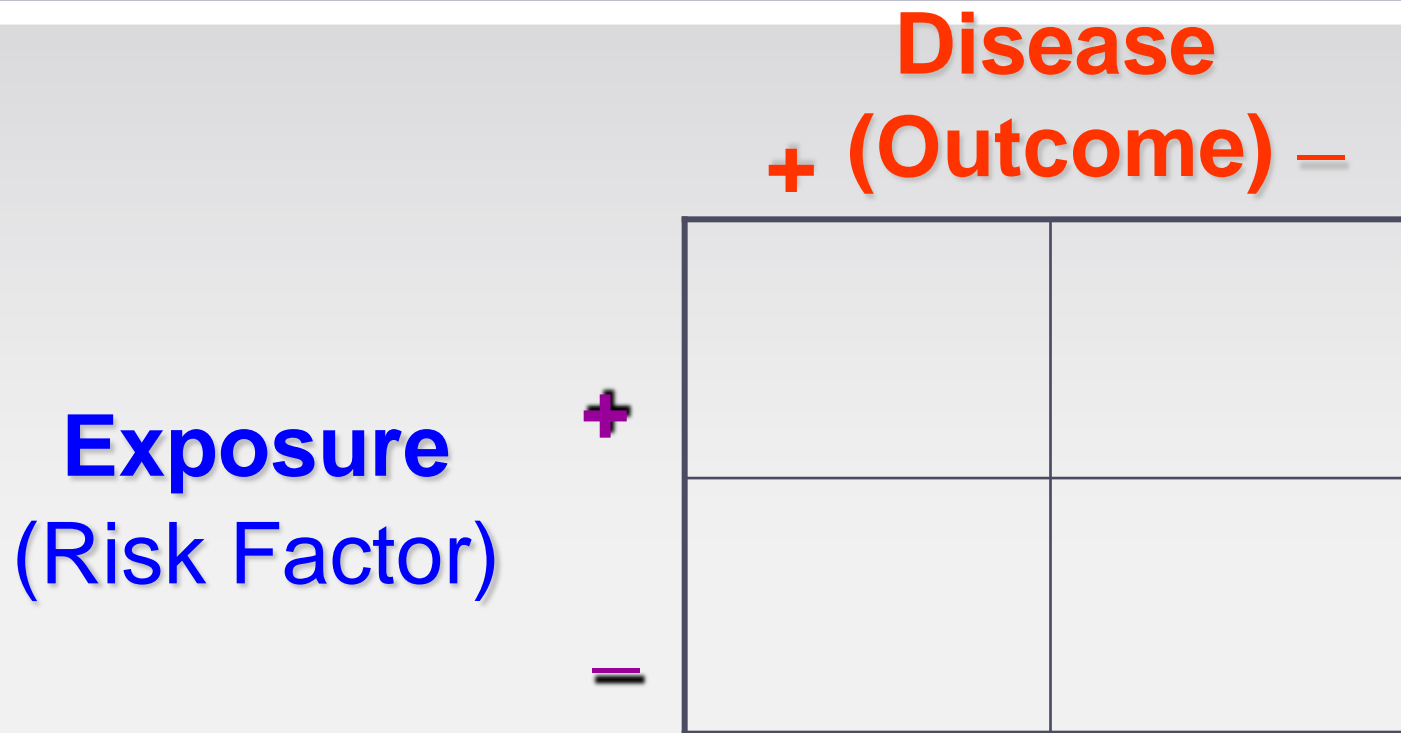 Disease
+ (Outcome) –
+
Exposure
(Risk Factor)
–